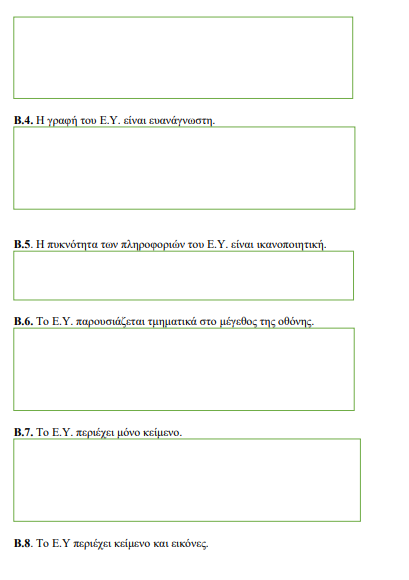 Β.4. Η γραφή του Ε.Υ. είναι ευανάγνωστη.
Β.5. Η πυκνότητα των πληροφοριών του Ε.Υ. είναι ικανοποιητική.
Β.6. Το Ε.Υ. παρουσιάζεται τμηματικά στο μέγεθος της οθόνης.
Β.7. Το Ε.Υ. περιέχει μόνο κείμενο.
Β.8. Το Ε.Υ περιέχει κείμενο και εικόνες.